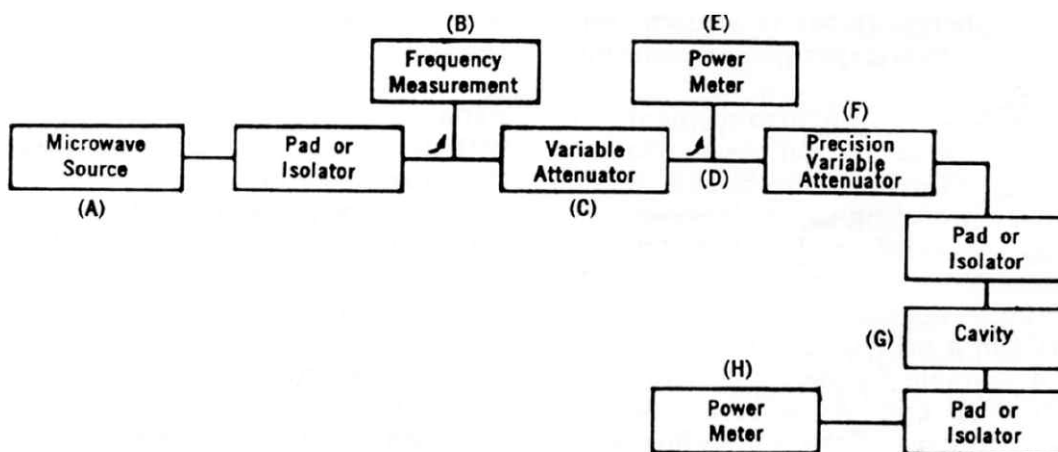 (B)
Frequency
Measurement
(E)
Power
Meter
(A)
Microwave
Source
Pad or
Isolator
Variable
Attenuator
(C)
(D)
(F)
Precision
Variable
Attenuator
Pad or
Isolator
(G)
Cavity
(H)
Power
Meter
Pad or
Isolator